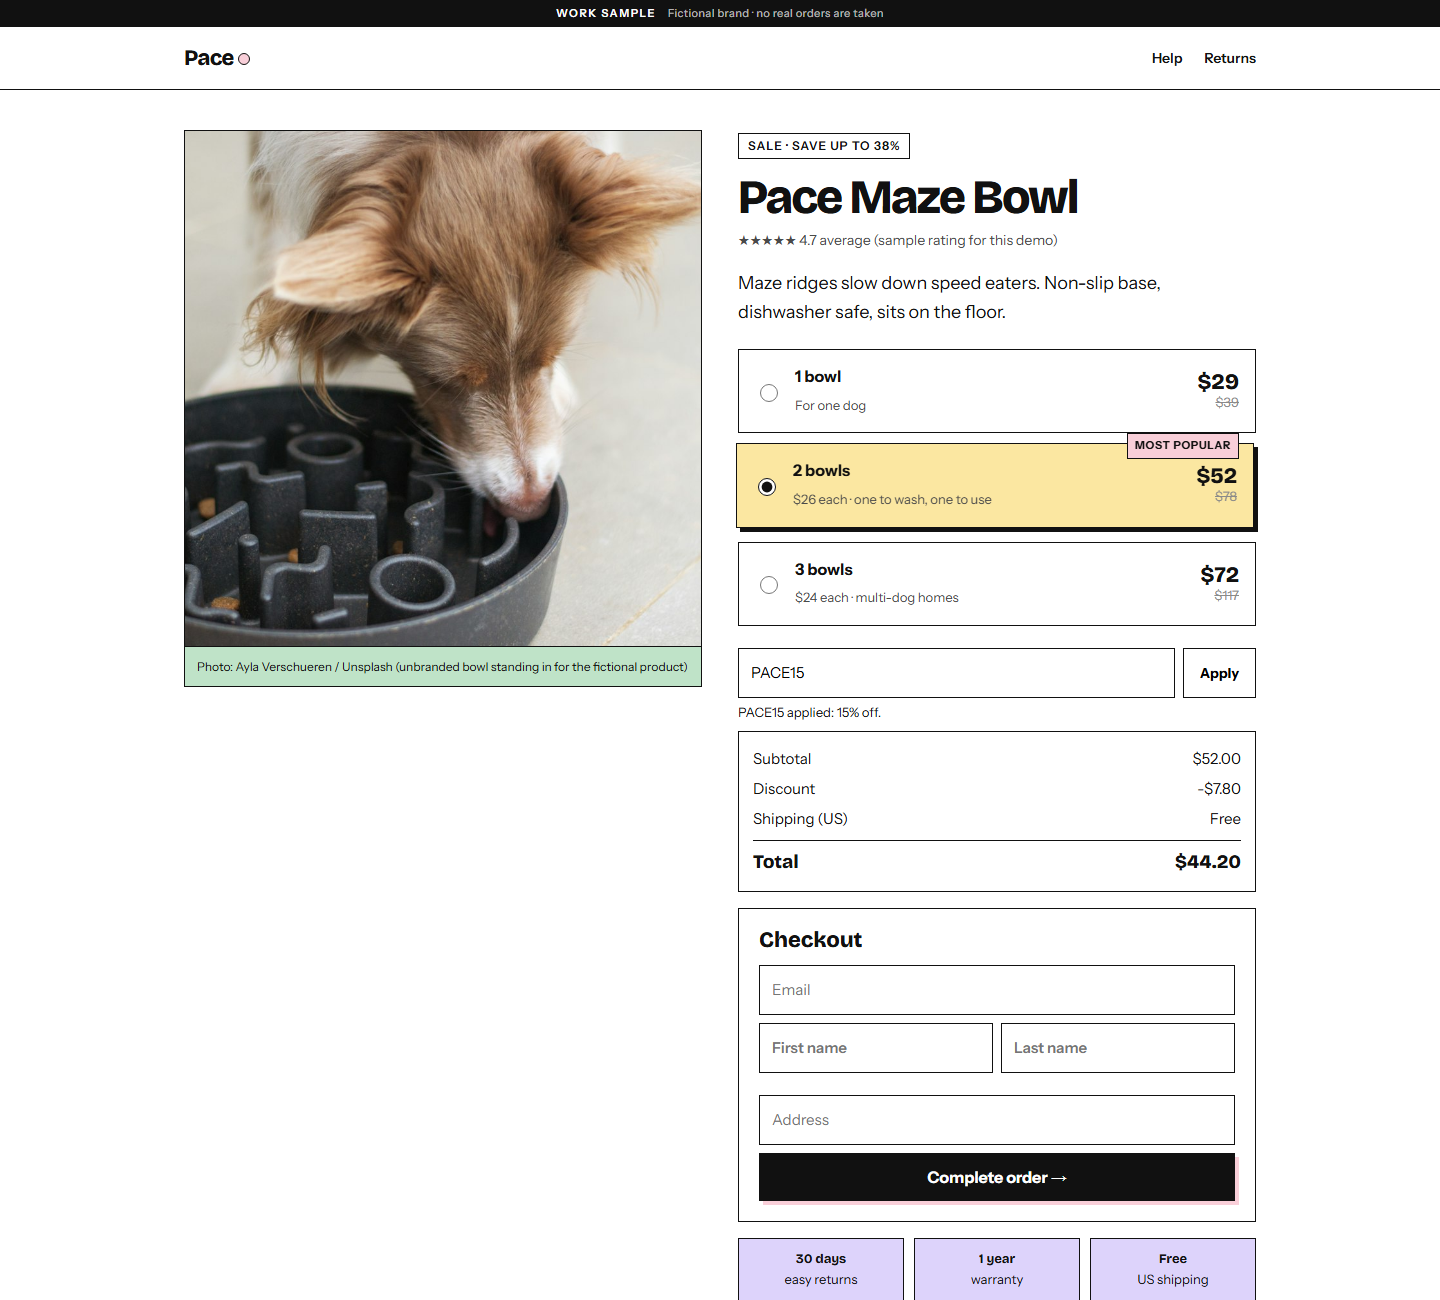 WORK SAMPLE Fictional brand · no real orders are taken
Pace
Help Returns
SALE · SAVE UP TO 38%
Pace Maze Bowl
★★★★★ 4.7 average (sample rating for this demo)
Maze ridges slow down speed eaters. Non-slip base,
dishwasher safe, sits on the floor.
1 bowl
For one dog
$29
$39
MOST POPULAR
2 bowls
$26 each · one to wash, one to use
$52
$78
3 bowls
$24 each · multi-dog homes
$72
$117
Photo: Ayla Verschueren / Unsplash (unbranded bowl standing in for the fictional product)
PACE15
Apply
PACE15 applied: 15% off.
Subtotal $52.00
Discount -$7.80
Shipping (US) Free
Total $44.20
Checkout
Email
First name Last name
Address
Complete order →
30 days
easy returns
1 year
warranty
Free
US shipping